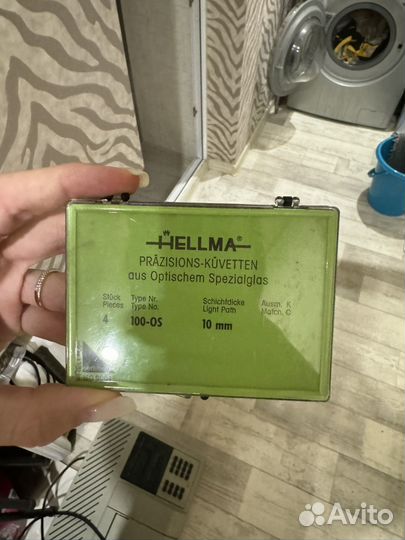 HELLMA®
PRÄZISIONS-KÜVETTEN
aus Optischem Spezialglas
Stück Type Nr. Schichtdicke Ausm. K
Pieces Type No. Light Path Match. C
4 100-OS 10 mm
Avito